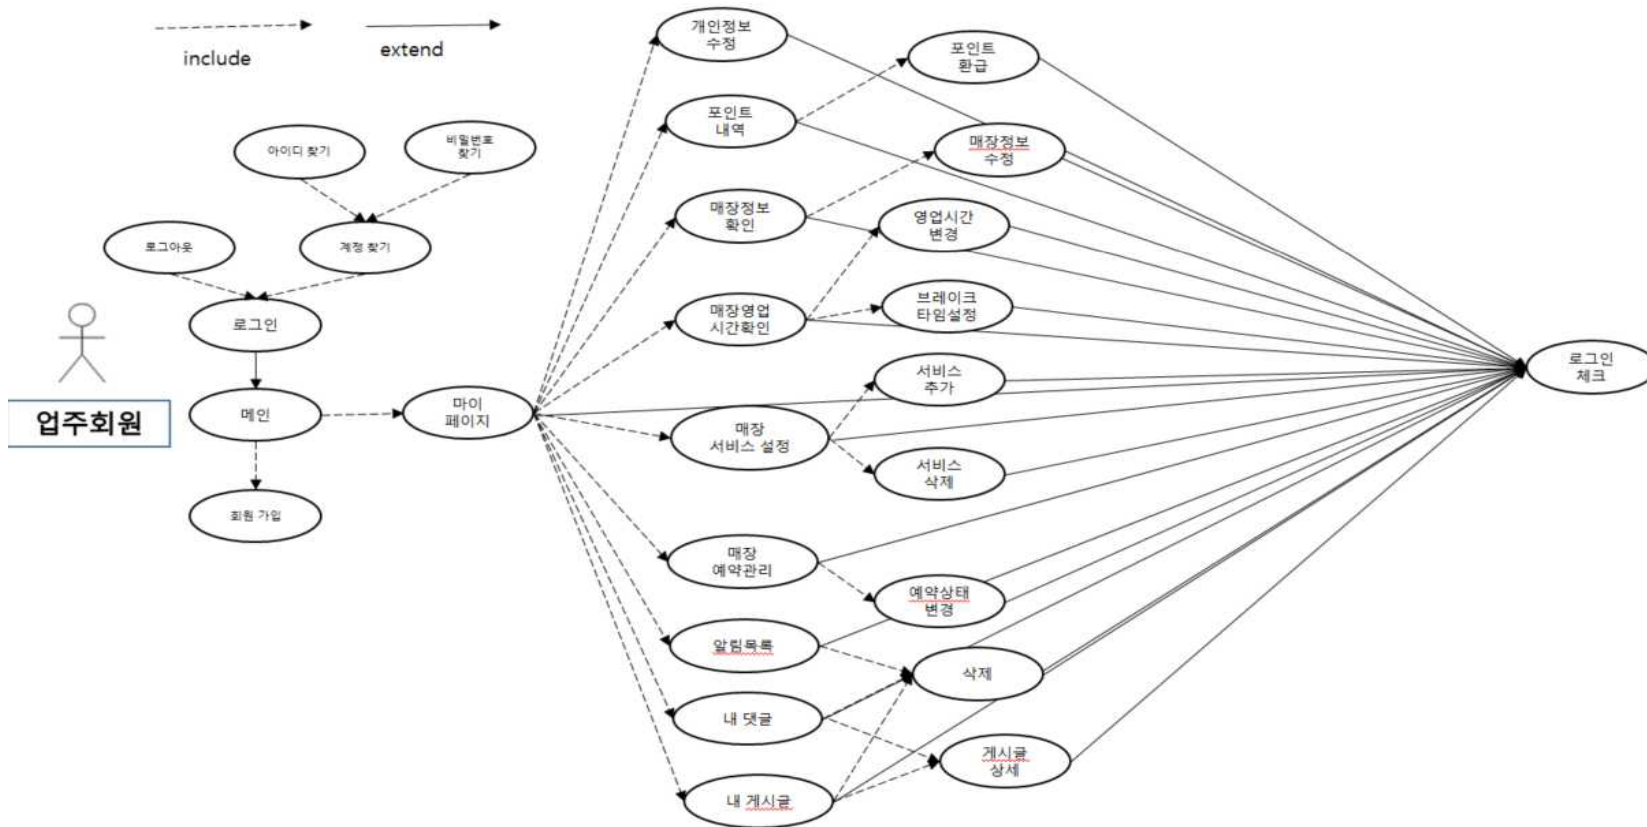 include
extend
아이디 찾기
비밀번호
찾기
로그아웃
계정 찾기
로그인
업주회원
메인
회원 가입
마이
페이지
개인정보
수정
포인트
내역
매장정보
확인
매장영업
시간확인
매장
서비스 설정
매장
예약관리
알림목록
내 댓글
내 게시글
포인트
환급
매장정보
수정
영업시간
변경
브레이크
타임설정
서비스
추가
서비스
삭제
예약상태
변경
삭제
게시글
상세
로그인
체크